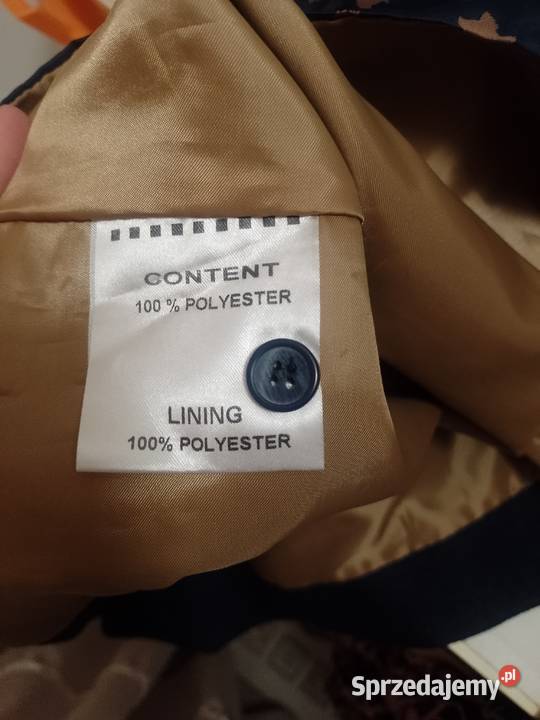 CONTENT
100 % POLYESTER
LINING
100% POLYESTER
Sprzedajemy.pl